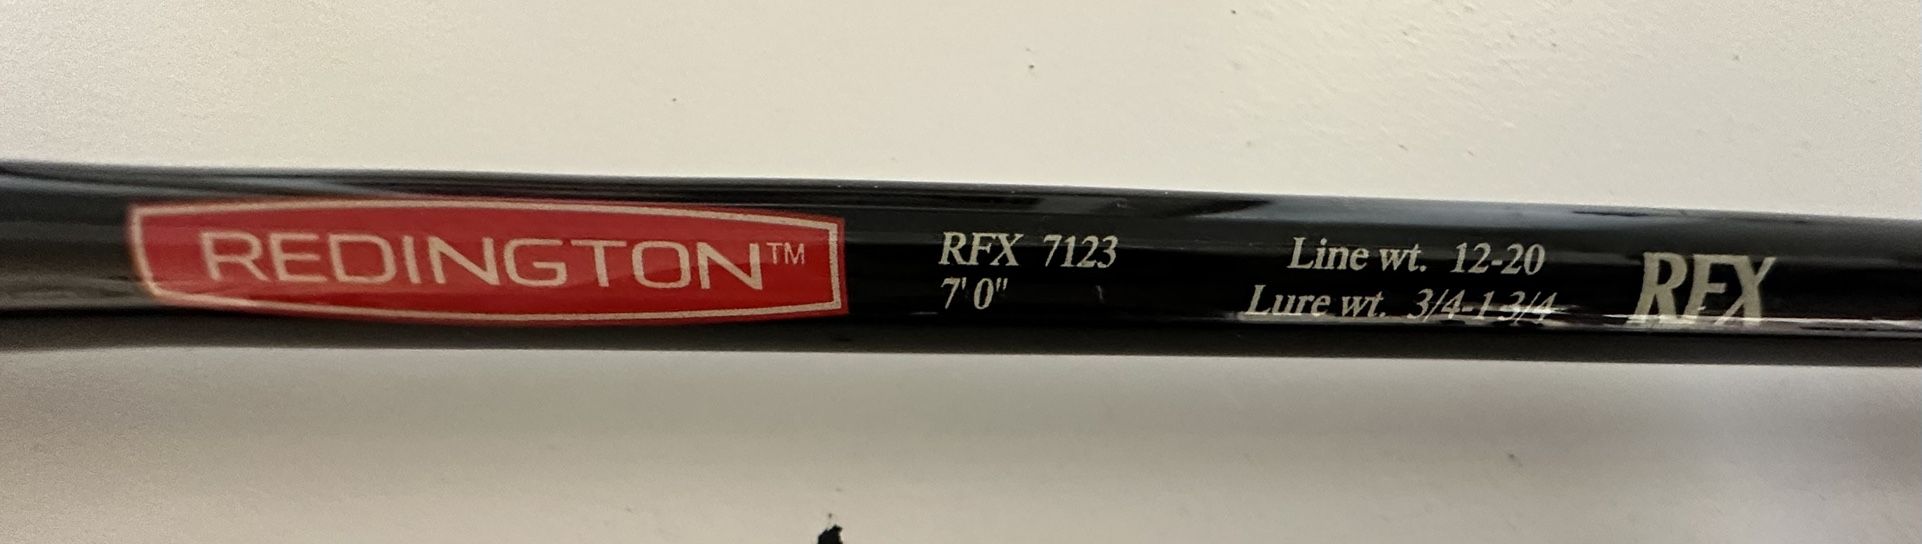 REDINGTON™
RFX 7123
7' 0"
Line wt. 12-20
Lure wt. 3/4-1 3/4
RFX